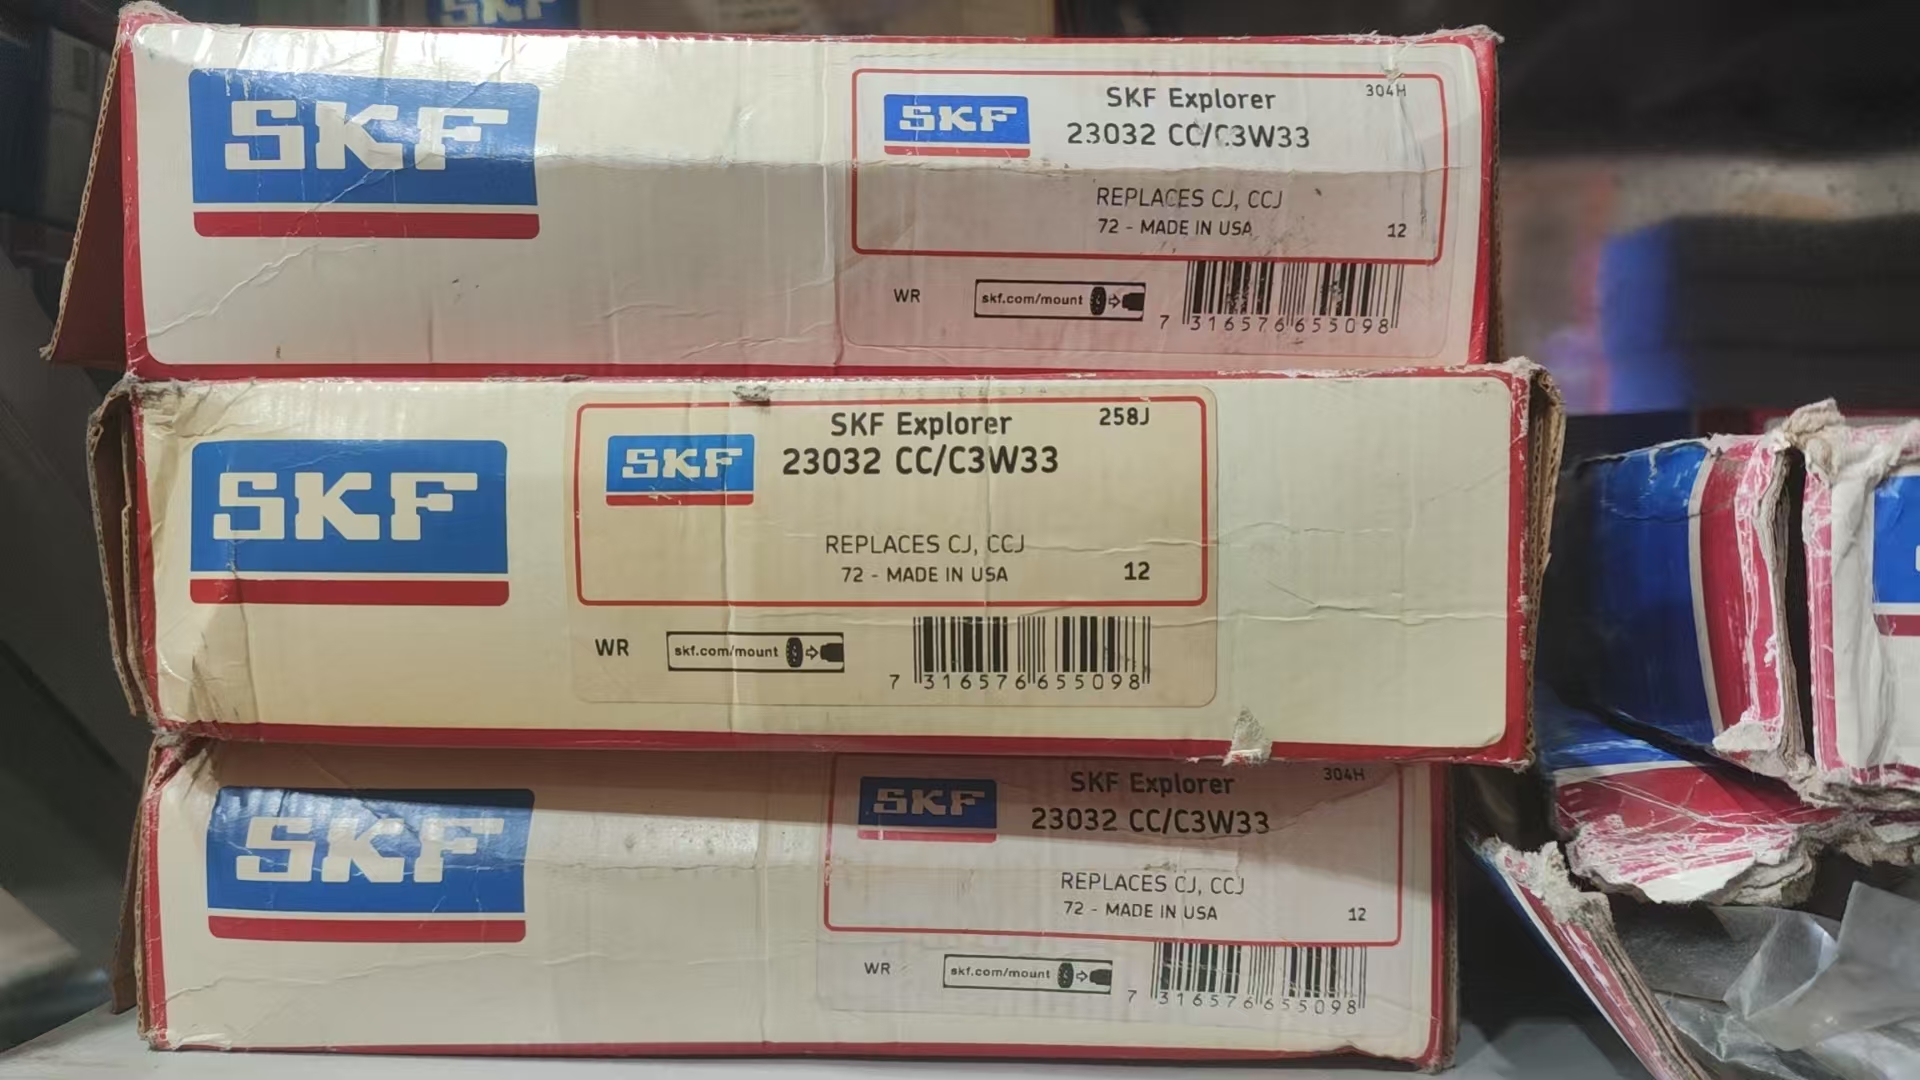 SKF
SKF
SKF
SKF Explorer
304H
23032 CC/C3W33
REPLACES CJ, CCJ
72 - MADE IN USA
12
WR
skf.com/mount
7 316576 655098
SKF
SKF
SKF Explorer
258J
23032 CC/C3W33
REPLACES CJ, CCJ
72 - MADE IN USA
12
WR
skf.com/mount
7 316576 655098
SKF
SKF
SKF Explorer
304H
23032 CC/C3W33
REPLACES CJ, CCJ
72 - MADE IN USA
12
WR
skf.com/mount
7 316576 655098